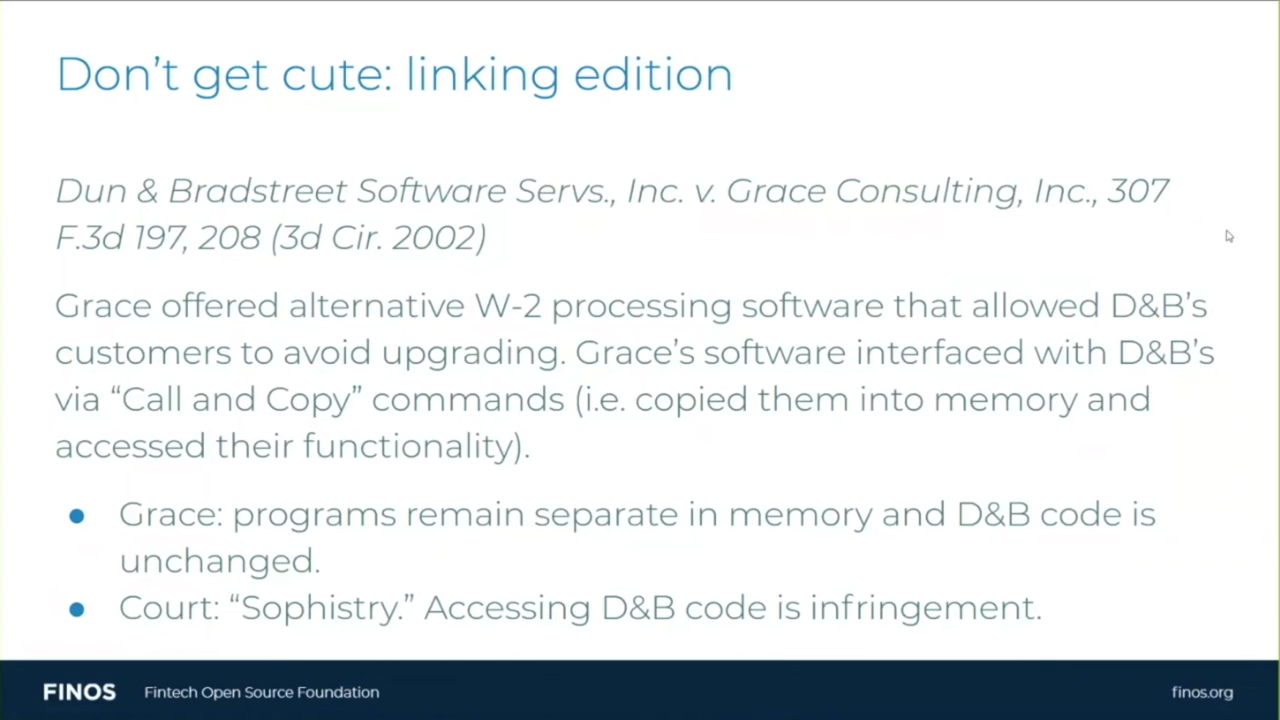 Don’t get cute: linking edition
Dun & Bradstreet Software Servs., Inc. v. Grace Consulting, Inc., 307
F.3d 197, 208 (3d Cir. 2002)
Grace offered alternative W-2 processing software that allowed D&B’s
customers to avoid upgrading. Grace’s software interfaced with D&B’s
via “Call and Copy” commands (i.e. copied them into memory and
accessed their functionality).
● Grace: programs remain separate in memory and D&B code is
unchanged.
● Court: “Sophistry.” Accessing D&B code is infringement.
FINOS Fintech Open Source Foundation finos.org